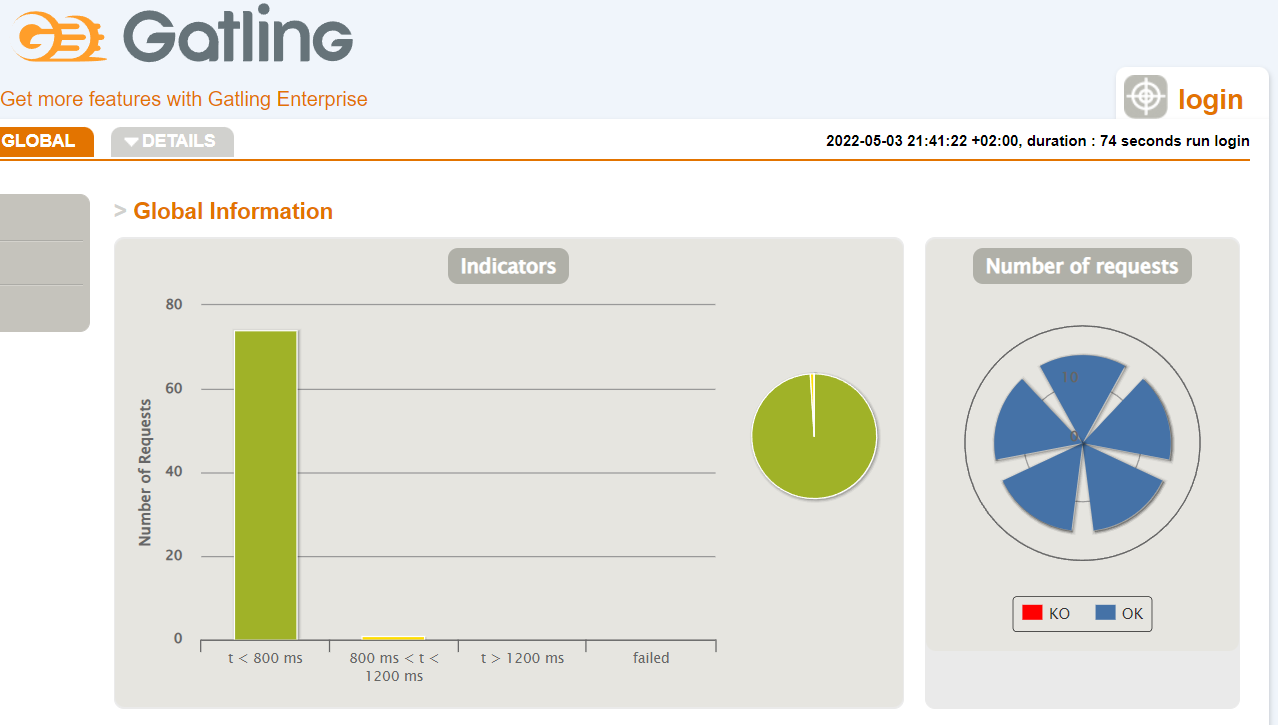 Gatling
Get more features with Gatling Enterprise
login
GLOBAL
DETAILS
2022-05-03 21:41:22 +02:00, duration : 74 seconds run login
> Global Information
Indicators
Number of Requests
80
60
40
20
0
t < 800 ms
800 ms < t <
1200 ms
t > 1200 ms
failed
Number of requests
10
0
KO
OK